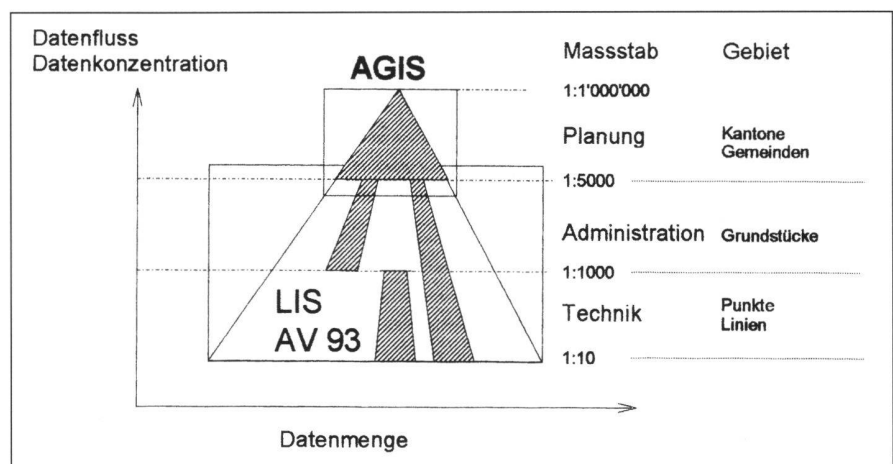 Datenfluss
Datenkonzentration
AGIS
Massstab Gebiet
1:1'000'000
Planung Kantone
Gemeinden
1:5000
Administration Grundstücke
1:1000
LIS
AV 93
Technik Punkte
Linien
1:10
Datenmenge